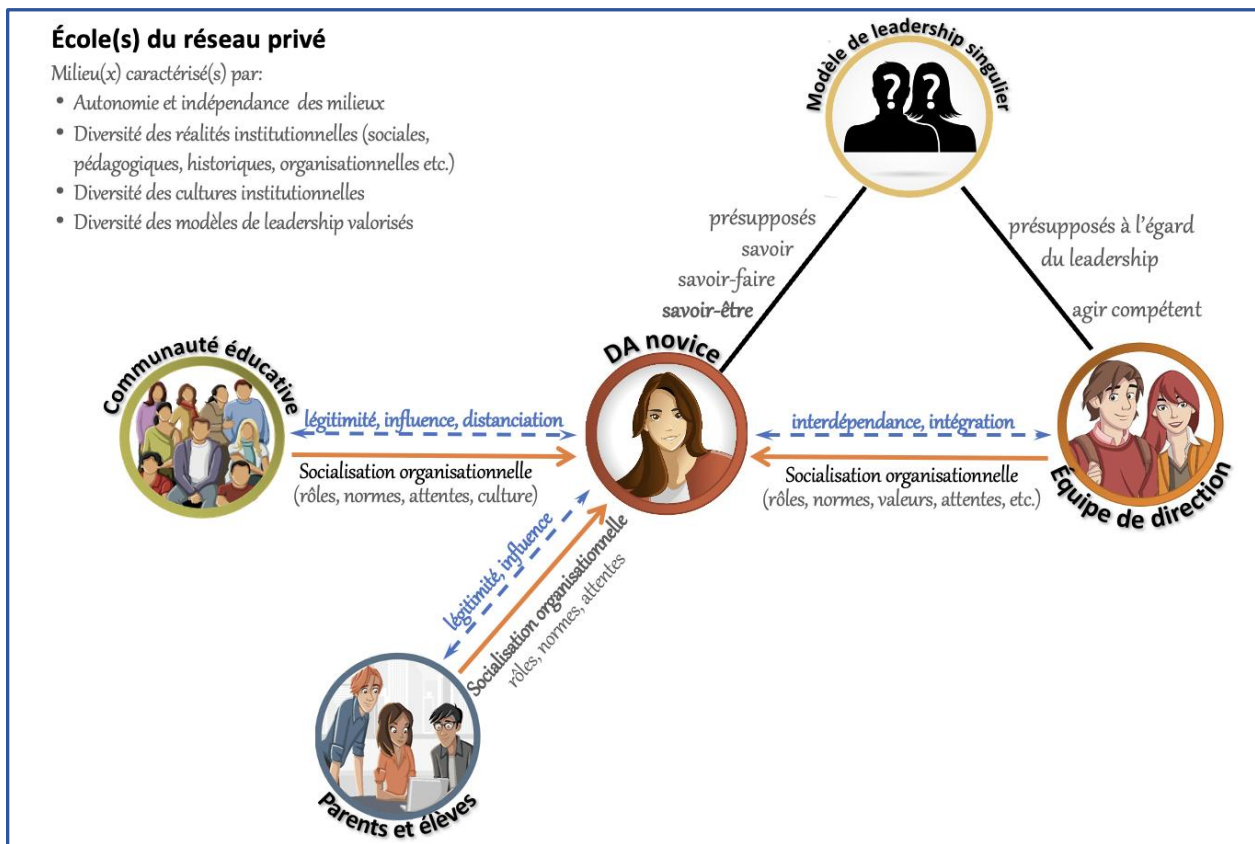 École(s) du réseau privé
Milieu(x) caractérisé(s) par:
• Autonomie et indépendance des milieux
• Diversité des réalités institutionnelles (sociales,
pédagogiques, historiques, organisationnelles etc.)
• Diversité des cultures institutionnelles
• Diversité des modèles de leadership valorisés
Modèle de leadership singulier
? ?
présupposés
savoir
savoir-faire
savoir-être
présupposés à l’égard
du leadership
agir compétent
Communauté éducative
légitimité, influence, distanciation
Socialisation organisationnelle
(rôles, normes, attentes, culture)
DA novice
interdépendance, intégration
Socialisation organisationnelle
(rôles, normes, valeurs, attentes, etc.)
Équipe de direction
légitimité, influence
Socialisation organisationnelle
rôles, normes, attentes
Parents et élèves